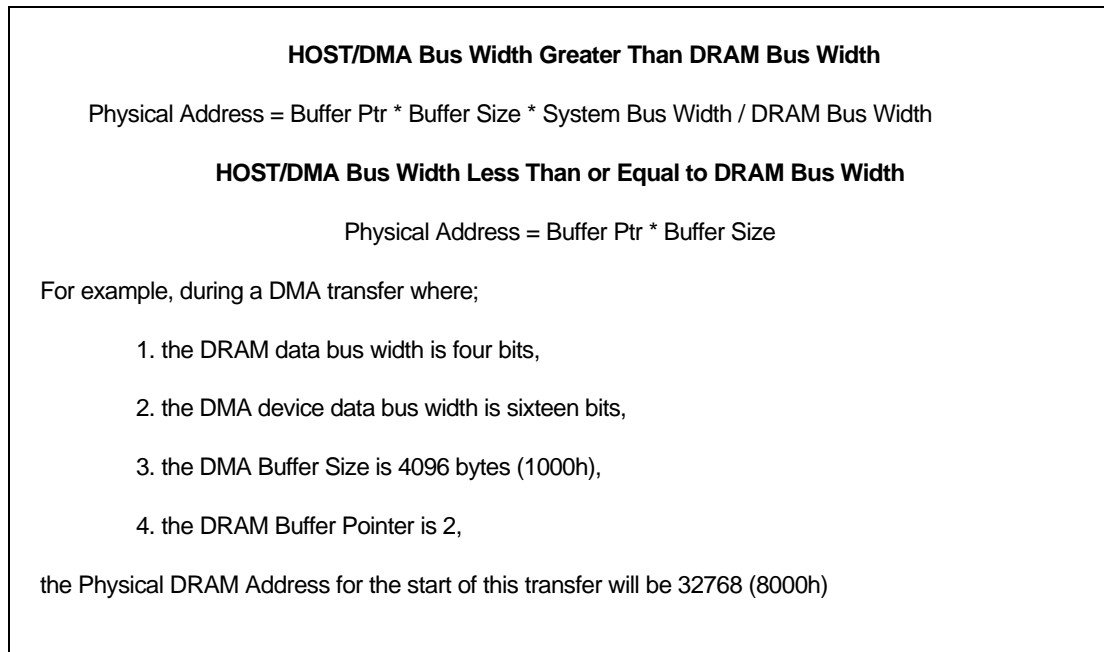 HOST/DMA Bus Width Greater Than DRAM Bus Width
Physical Address = Buffer Ptr * Buffer Size * System Bus Width / DRAM Bus Width
HOST/DMA Bus Width Less Than or Equal to DRAM Bus Width
Physical Address = Buffer Ptr * Buffer Size
For example, during a DMA transfer where;
1. the DRAM data bus width is four bits,
2. the DMA device data bus width is sixteen bits,
3. the DMA Buffer Size is 4096 bytes (1000h),
4. the DRAM Buffer Pointer is 2,
the Physical DRAM Address for the start of this transfer will be 32768 (8000h)